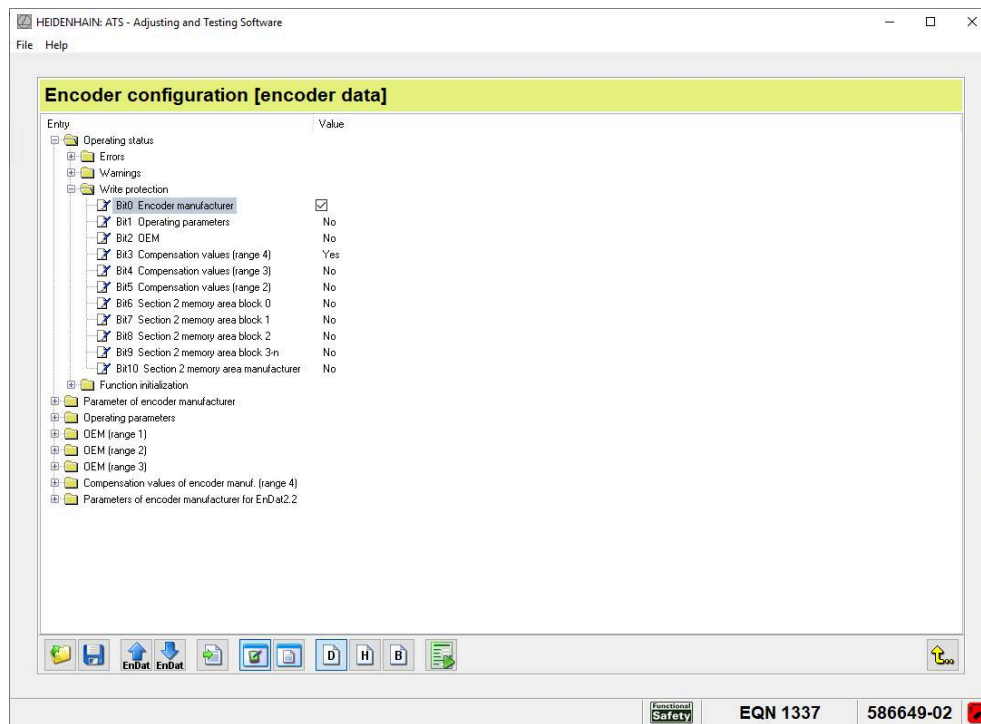 HEIDENHAIN: ATS - Adjusting and Testing Software
File Help
Encoder configuration [encoder data]
Entry Value
Operating status
Errors
Warnings
Write protection
Bit0 Encoder manufacturer
Bit1 Operating parameters No
Bit2 OEM No
Bit3 Compensation values (range 4) Yes
Bit4 Compensation values (range 3) No
Bit5 Compensation values (range 2) No
Bit6 Section 2 memory area block 0 No
Bit7 Section 2 memory area block 1 No
Bit8 Section 2 memory area block 2 No
Bit9 Section 2 memory area block 3-n No
Bit10 Section 2 memory area manufacturer No
Function initialization
Parameter of encoder manufacturer
Operating parameters
OEM (range 1)
OEM (range 2)
OEM (range 3)
Compensation values of encoder manuf. (range 4)
Parameters of encoder manufacturer for EnDat2.2
EnDat EnDat D H B
Functional Safety EQN 1337 586649-02